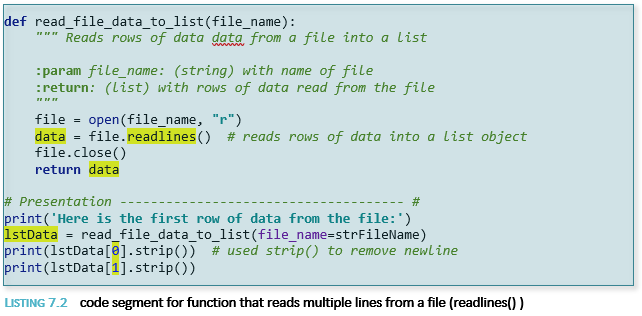 def read_file_data_to_list(file_name):
    """ Reads rows of data data from a file into a list

    :param file_name: (string) with name of file
    :return: (list) with rows of data read from the file
    """
    file = open(file_name, "r")
    data = file.readlines()  # reads rows of data into a list object
    file.close()
    return data

# Presentation ------------------------------------ #
print('Here is the first row of data from the file:')
lstData = read_file_data_to_list(file_name=strFileName)
print(lstData[0].strip())  # used strip() to remove newline
print(lstData[1].strip())
LISTING 7.2 code segment for function that reads multiple lines from a file (readlines() )